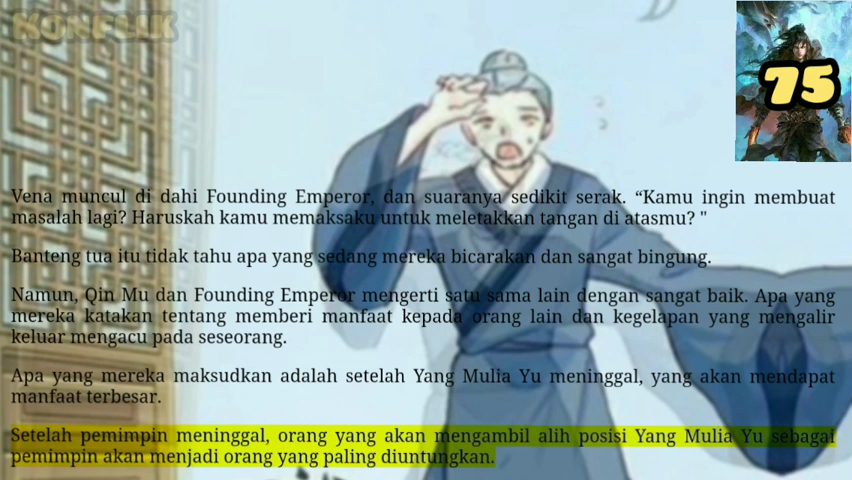 KONFLIK
75
Vena muncul di dahi Founding Emperor, dan suaranya sedikit serak. “Kamu ingin membuat
masalah lagi? Haruskah kamu memaksaku untuk meletakkan tangan di atasmu? "
Banteng tua itu tidak tahu apa yang sedang mereka bicarakan dan sangat bingung.
Namun, Qin Mu dan Founding Emperor mengerti satu sama lain dengan sangat baik. Apa yang
mereka katakan tentang memberi manfaat kepada orang lain dan kegelapan yang mengalir
keluar mengacu pada seseorang.
Apa yang mereka maksudkan adalah setelah Yang Mulia Yu meninggal, yang akan mendapat
manfaat terbesar.
Setelah pemimpin meninggal, orang yang akan mengambil alih posisi Yang Mulia Yu sebagai
pemimpin akan menjadi orang yang paling diuntungkan.